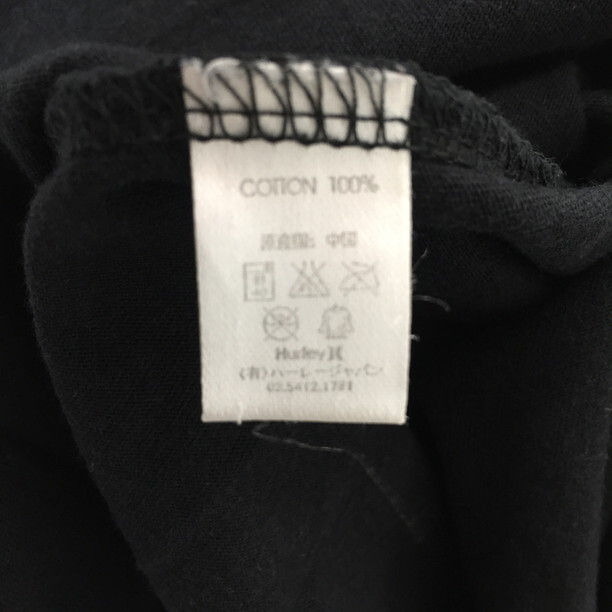 COTTON 100%
原産国: 中国
Hurley
(有)ハーレージャパン
03.5412.1781